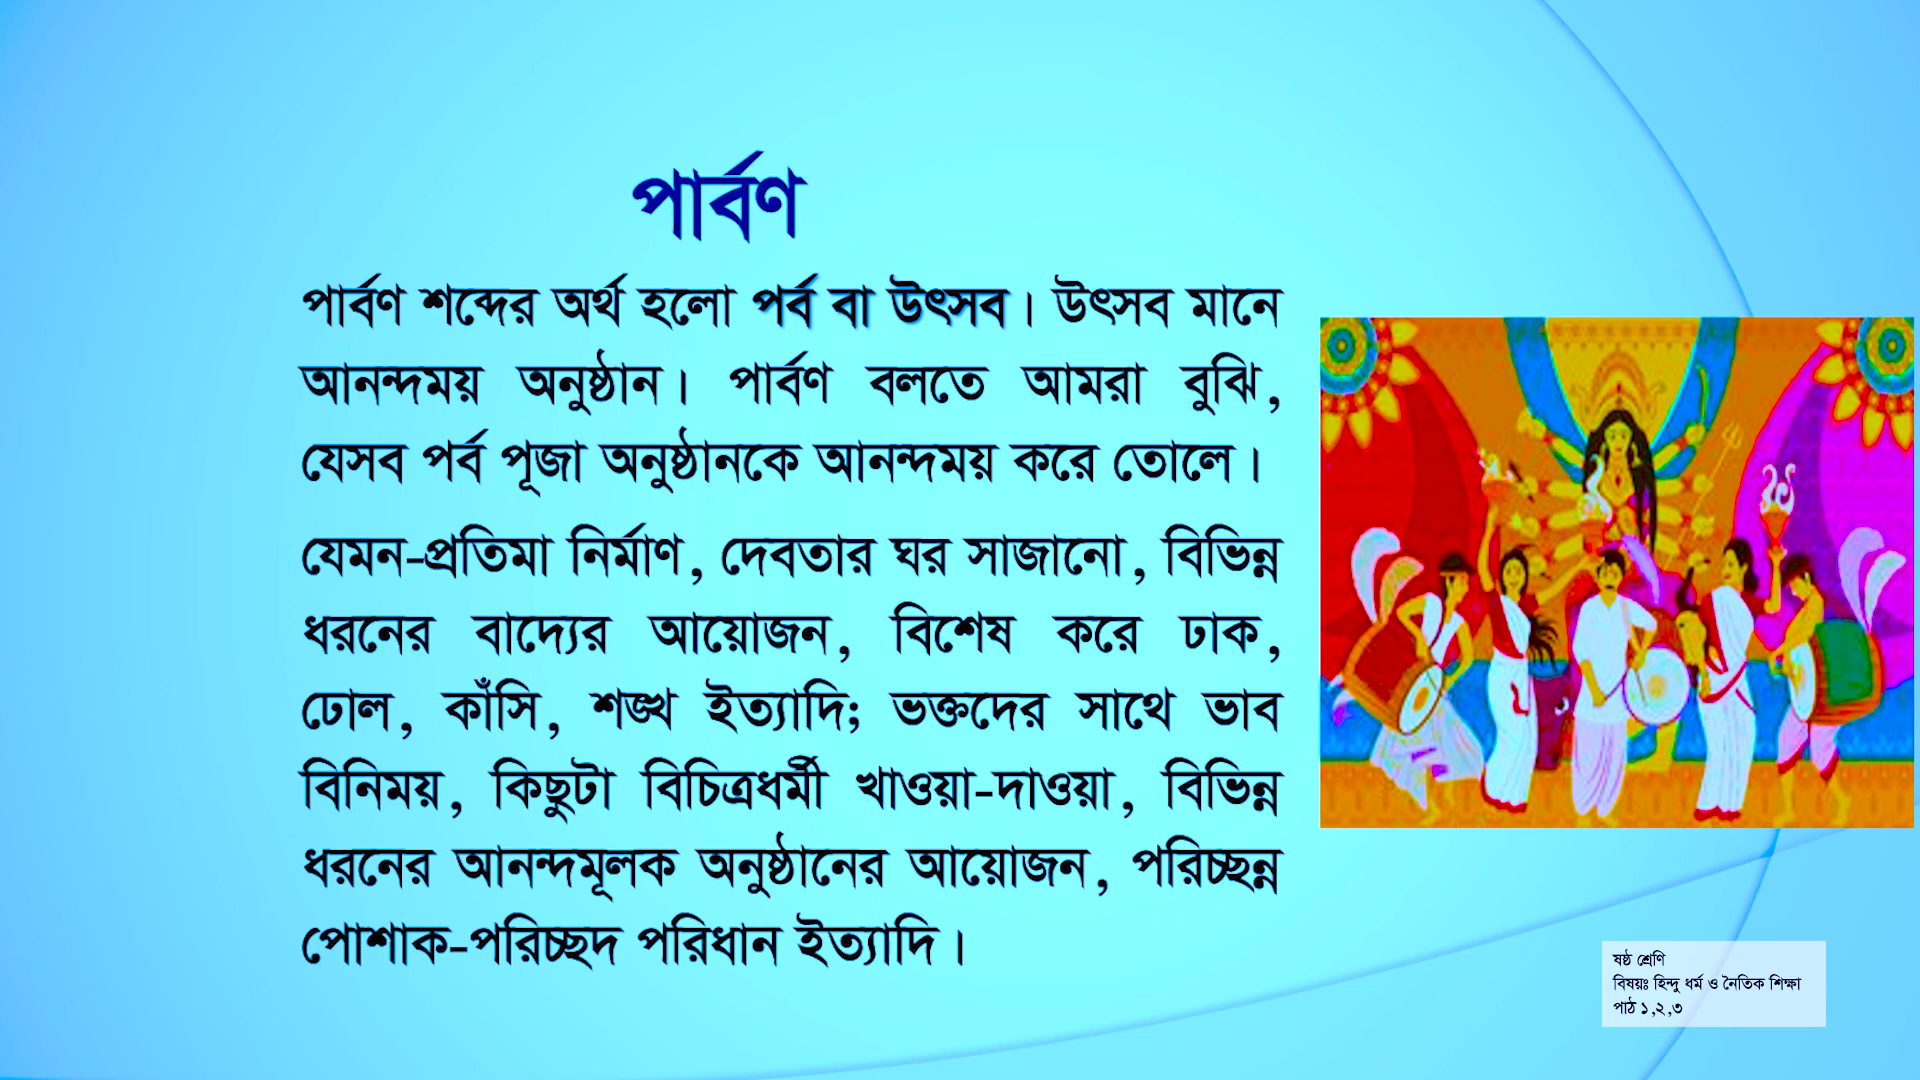 পার্বণ
পার্বণ শব্দের অর্থ হলো পর্ব বা উৎসব। উৎসব মানে
আনন্দময় অনুষ্ঠান। পার্বণ বলতে আমরা বুঝি,
যেসব পর্ব পূজা অনুষ্ঠানকে আনন্দময় করে তোলে।
যেমন-প্রতিমা নির্মাণ, দেবতার ঘর সাজানো, বিভিন্ন
ধরনের বাদ্যের আয়োজন, বিশেষ করে ঢাক,
ঢোল, কাঁসি, শঙ্খ ইত্যাদি; ভক্তদের সাথে ভাব
বিনিময়, কিছুটা বিচিত্রধর্মী খাওয়া-দাওয়া, বিভিন্ন
ধরনের আনন্দমূলক অনুষ্ঠানের আয়োজন, পরিচ্ছন্ন
পোশাক-পরিচ্ছদ পরিধান ইত্যাদি।
ষষ্ঠ শ্রেণি
বিষয়ঃ হিন্দু ধর্ম ও নৈতিক শিক্ষা
পাঠ ১,২,৩